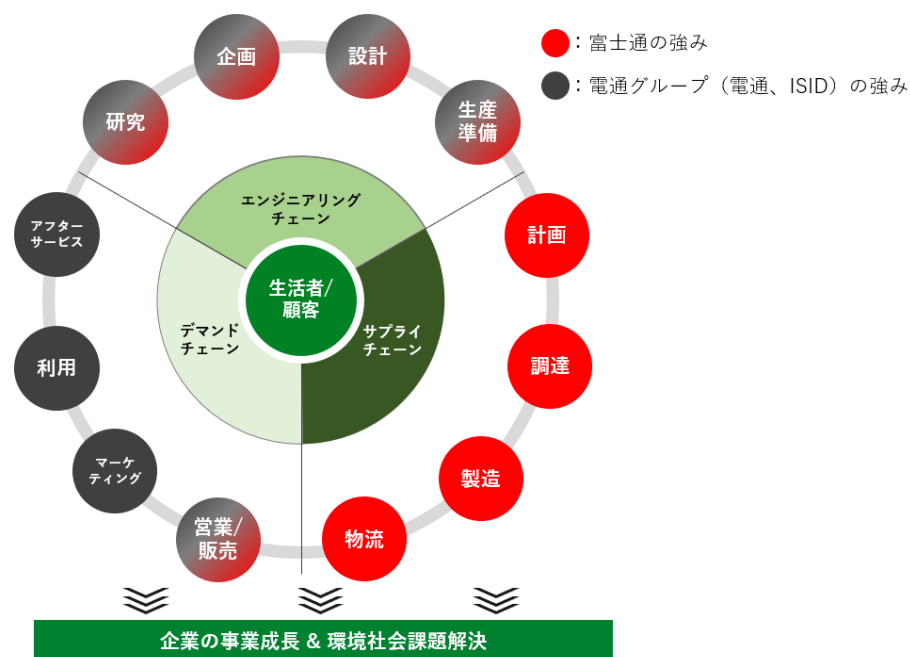 企画
設計
：富士通の強み
：電通グループ（電通、ISID）の強み
研究
生産
準備
エンジニアリング
チェーン
アフター
サービス
計画
生活者/
顧客
デマンド
チェーン
サプライ
チェーン
利用
調達
マーケ
ティング
製造
営業/
販売
物流
企業の事業成長 & 環境社会課題解決